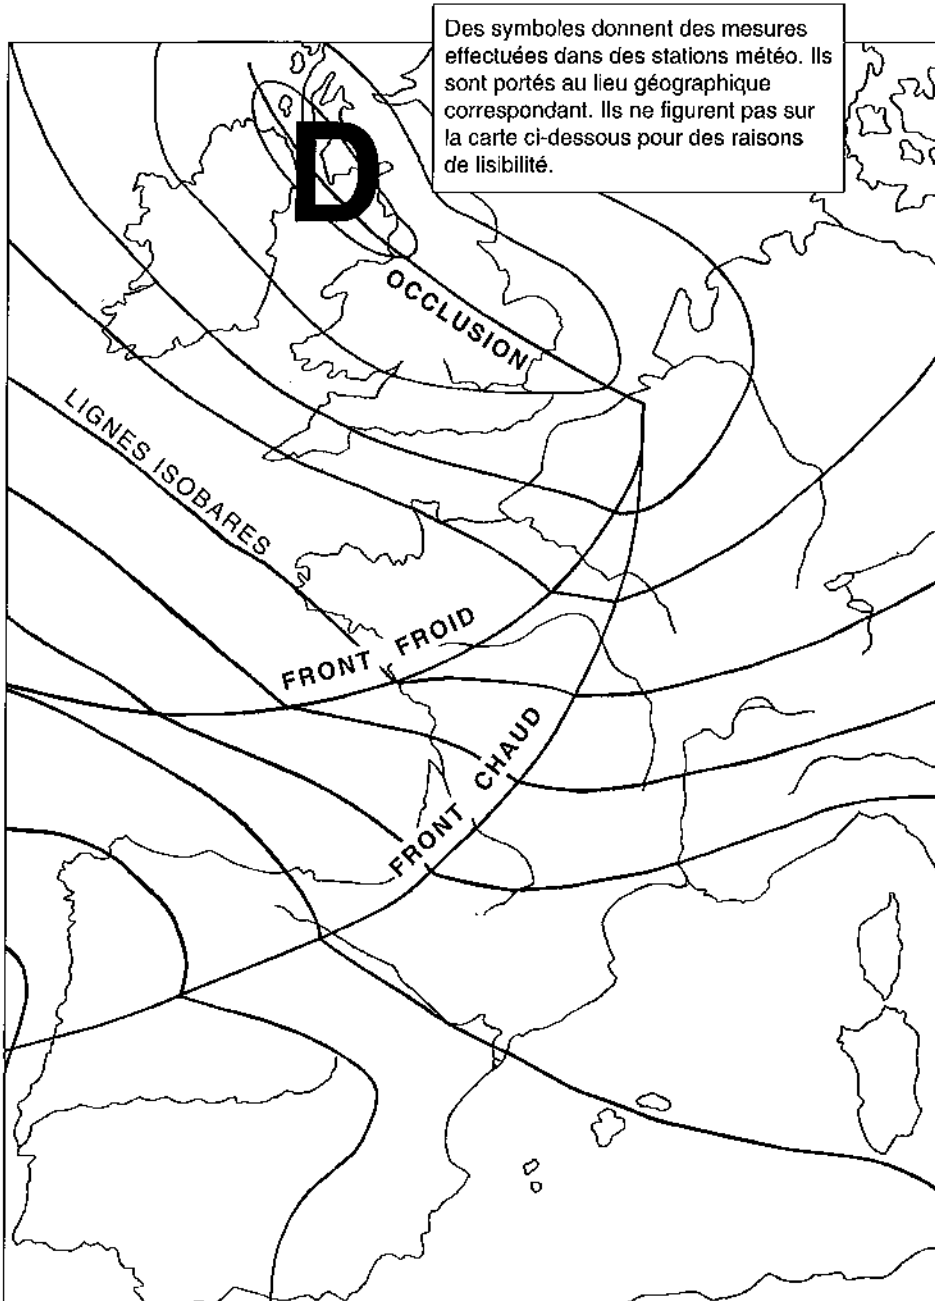 Des symboles donnent des mesures
effectuées dans des stations météo. Ils
sont portés au lieu géographique
correspondant. Ils ne figurent pas sur
la carte ci-dessous pour des raisons
de lisibilité.
D
OCCLUSION
LIGNES ISOBARES
FRONT FROID
FRONT CHAUD